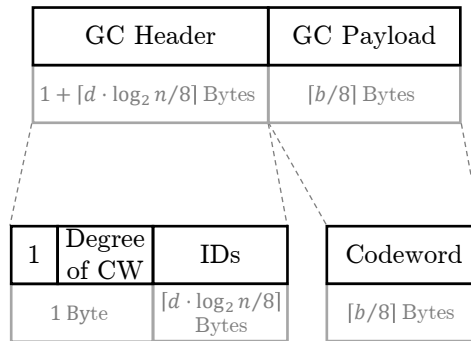 GC Header
GC Payload
1 + ⌈d · log₂ n/8⌉ Bytes
⌈b/8⌉ Bytes
1
Degree
of CW
IDs
Codeword
1 Byte
⌈d · log₂ n/8⌉
Bytes
⌈b/8⌉ Bytes